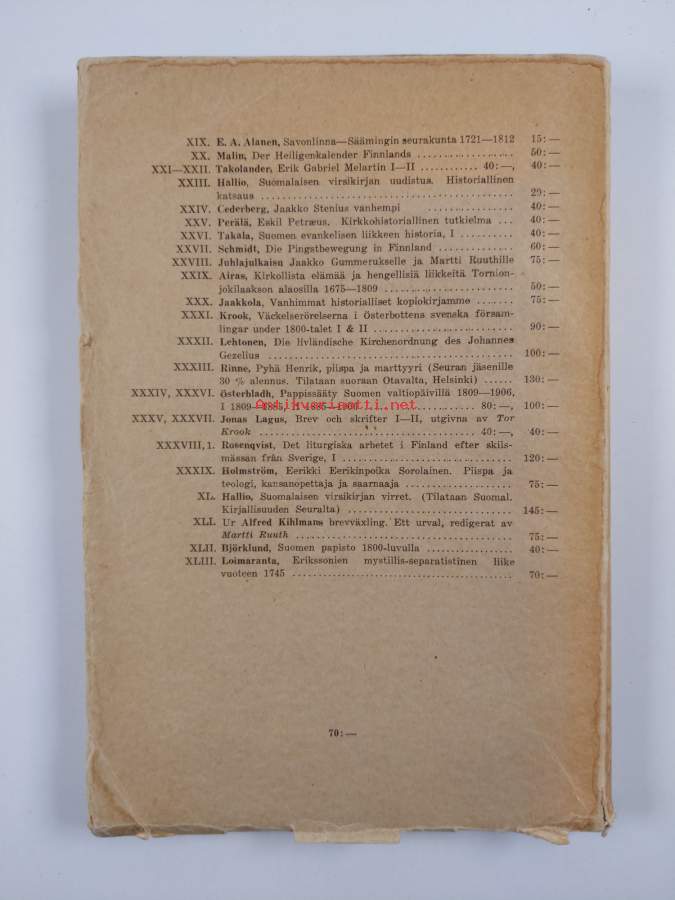 XIX. E. A. Alanen, Savonlinna—Säämingin seurakunta 1721—1812 15:—
XX. Malin, Der Heiligenkalender Finnlands .................... 50:—
XXI—XXII. Takolander, Erik Gabriel Melartin I—II ............ 40:—, 40:—
XXIII. Hallio, Suomalaisen virsikirjan uudistus. Historiallinen
katsaus .................... 29:—
XXIV. Cederberg, Jaakko Stenius vanhempi .................... 40:—
XXV. Perälä, Eskil Petræus. Kirkkohistoriallinen tutkielma ... 40:—
XXVI. Takala, Suomen evankelisen liikkeen historia, I ........... 40:—
XXVII. Schmidt, Die Pingstbewegung in Finnland .............. 60:—
XXVIII. Juhlajulkaisu Jaakko Gummerukselle ja Martti Ruuthille 75:—
XXIX. Airas, Kirkollista elämää ja hengellisiä liikkeitä Tornion-
jokilaakson alaosilla 1675—1809 .................... 50:—
XXX. Jaakkola, Vanhimmat historialliset kopiokirjamme ....... 75:—
XXXI. Krook, Väckelserörelserna i Österbottens svenska försam-
lingar under 1800-talet I & II .................... 90:—
XXXII. Lehtonen, Die livländische Kirchenordnung des Johannes
Gezelius .................... 100:—
XXXIII. Rinne, Pyhä Henrik, piispa ja marttyyri (Seuran jäsenille
30 % alennus. Tilataan suoraan Otavalta, Helsinki) ...... 130:—
XXXIV, XXXVI. Österbladh, Pappissääty Suomen valtiopäivillä 1809—1906,
I 1809— 80:—, 100:—
antikvariaatti.net
XXXV, XXXVII. Jonas Lagus, Brev och skrifter I—II, utgivna av Tor
Krook .................... 40:—, 40:—
XXXVIII, 1. Rosenqvist, Det liturgiska arbetet i Finland efter skils-
mässan från Sverige, I .................... 120:—
XXXIX. Holmström, Eerikki Eerikinpoika Sorolainen. Piispa ja
teologi, kansanopettaja ja saarnaaja .................... 75:—
XL. Hallio, Suomalaisen virsikirjan virret. (Tilataan Suomal.
Kirjallisuuden Seuralta) .................... 145:—
XLI. Ur Alfred Kihlmans brevväxling. Ett urval, redigerat av
Martti Ruuth .................... 75:—
XLII. Björklund, Suomen papisto 1800-luvulla .................. 40:—
XLIII. Loimaranta, Erikssonien mystillis-separatistinen liike
vuoteen 1745 .................... 70:—
70:—